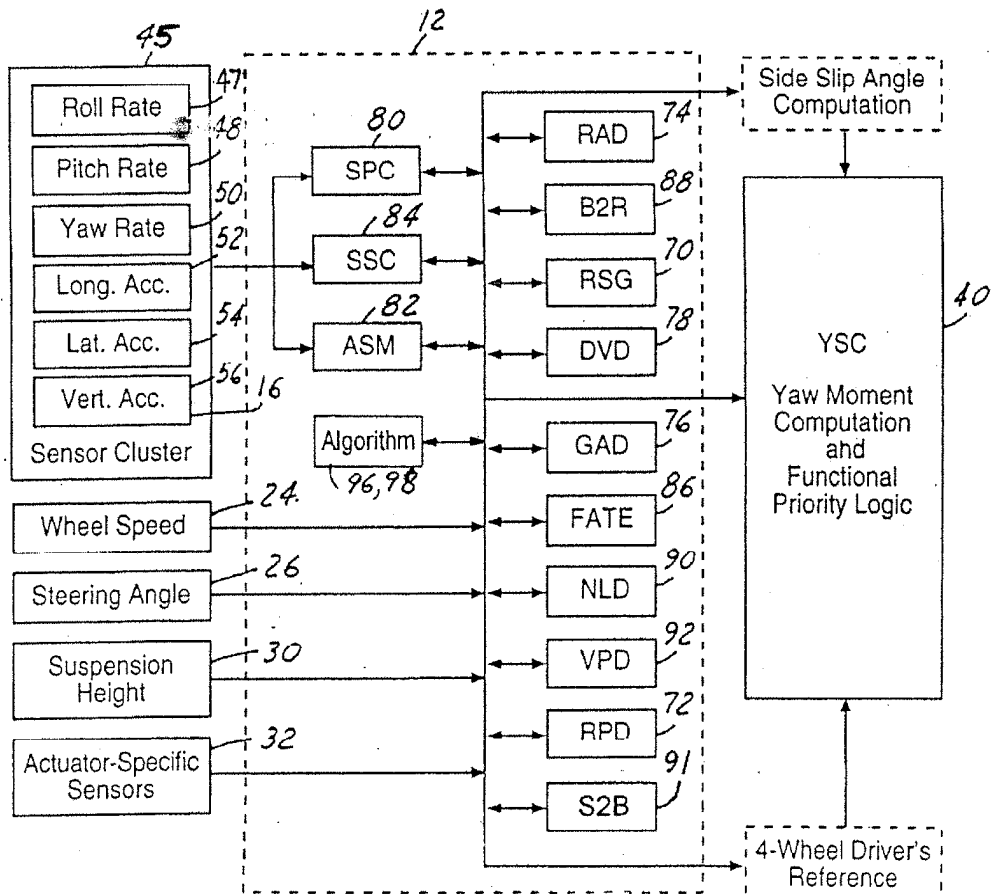 45
12
Roll Rate
47
Pitch Rate
48
Yaw Rate
50
Long. Acc.
52
Lat. Acc.
54
Vert. Acc.
56
16
Sensor Cluster
Wheel Speed
24
Steering Angle
26
Suspension
Height
30
Actuator-Specific
Sensors
32
80
SPC
84
SSC
82
ASM
Algorithm
96, 98
RAD
74
B2R
88
RSG
70
DVD
78
GAD
76
FATE
86
NLD
90
VPD
92
RPD
72
S2B
91
Side Slip Angle
Computation
YSC
Yaw Moment
Computation
and
Functional
Priority Logic
40
4-Wheel Driver's
Reference